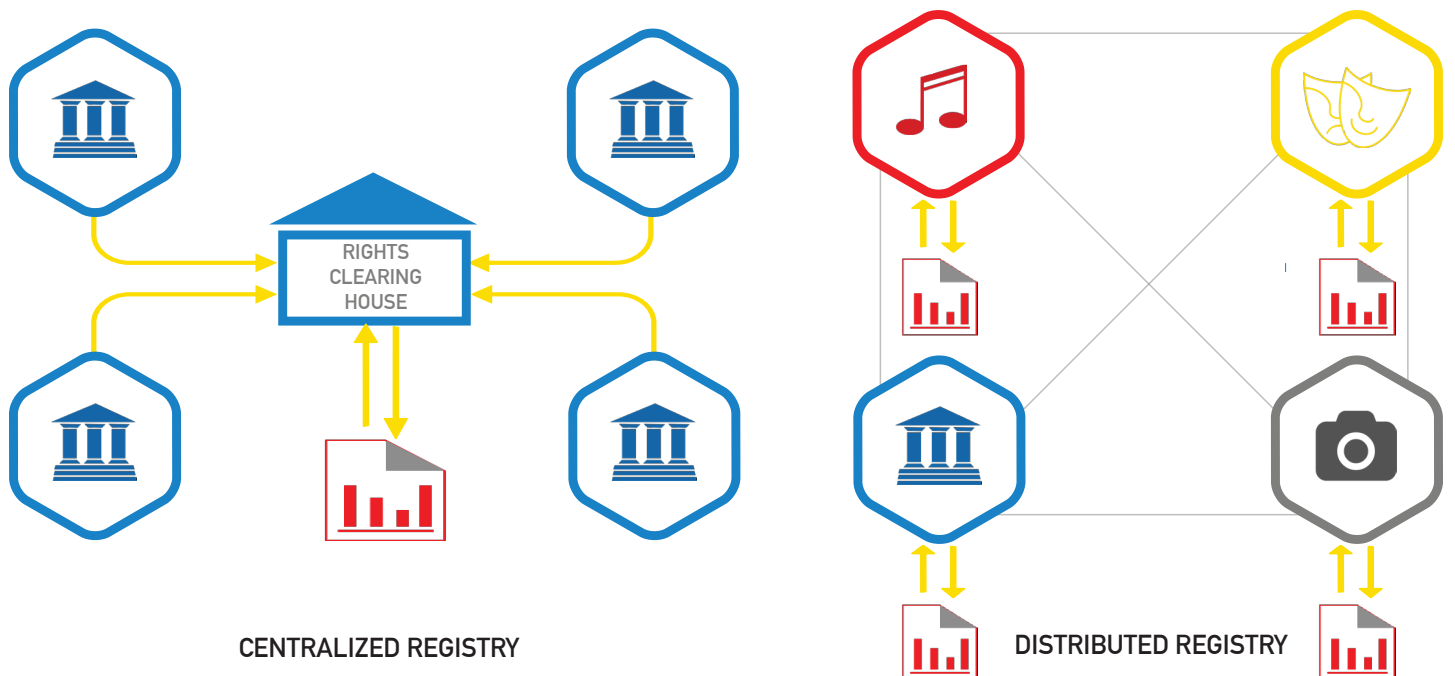 RIGHTS
CLEARING
HOUSE
CENTRALIZED REGISTRY
DISTRIBUTED REGISTRY